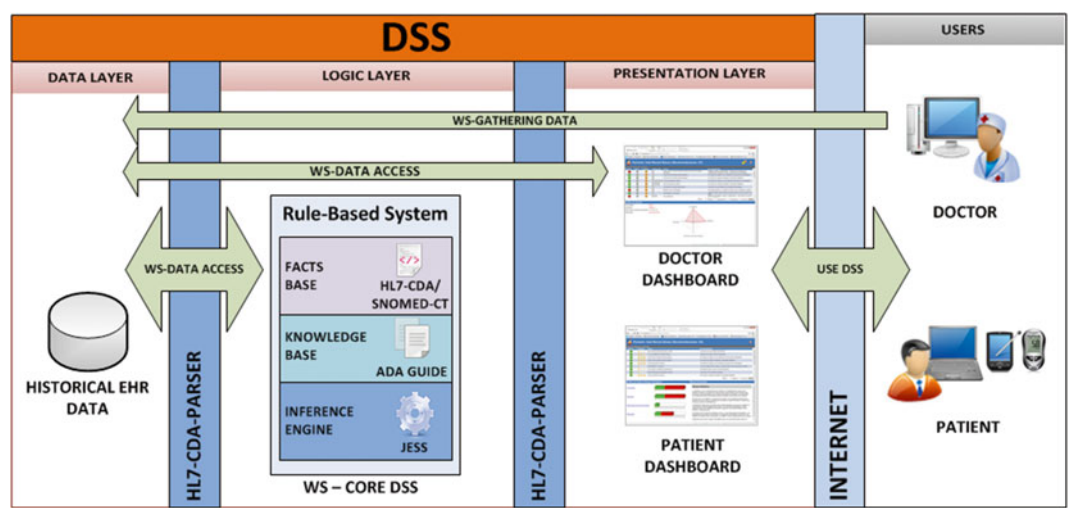 DSS
USERS
DATA LAYER
LOGIC LAYER
PRESENTATION LAYER
WS-GATHERING DATA
WS-DATA ACCESS
Rule-Based System
FACTS
BASE
HL7-CDA/
SNOMED-CT
KNOWLEDGE
BASE
ADA GUIDE
INFERENCE
ENGINE
JESS
WS – CORE DSS
WS-DATA ACCESS
HISTORICAL EHR
DATA
HL7-CDA-PARSER
HL7-CDA-PARSER
DOCTOR
DASHBOARD
PATIENT
DASHBOARD
INTERNET
USE DSS
DOCTOR
PATIENT